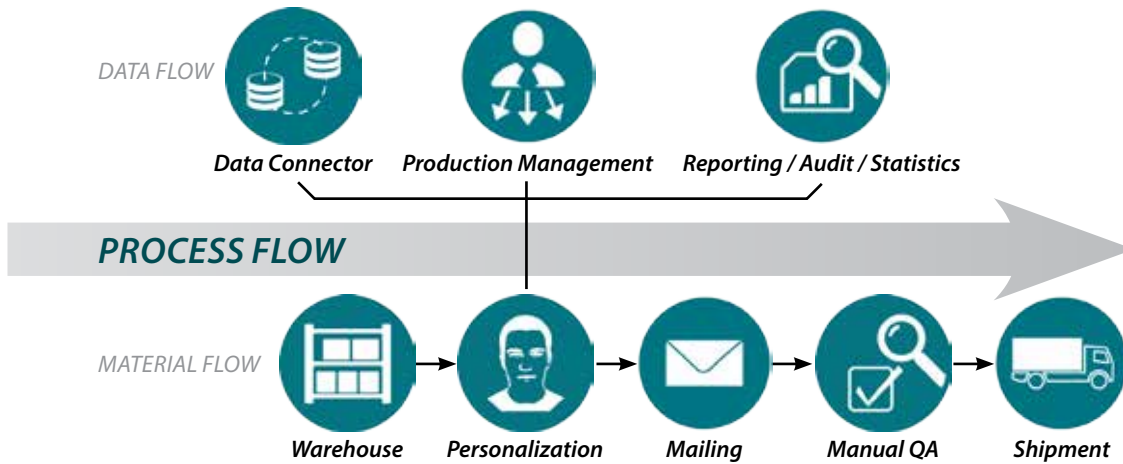 DATA FLOW
Data Connector
Production Management
Reporting / Audit / Statistics
PROCESS FLOW
MATERIAL FLOW
Warehouse
Personalization
Mailing
Manual QA
Shipment